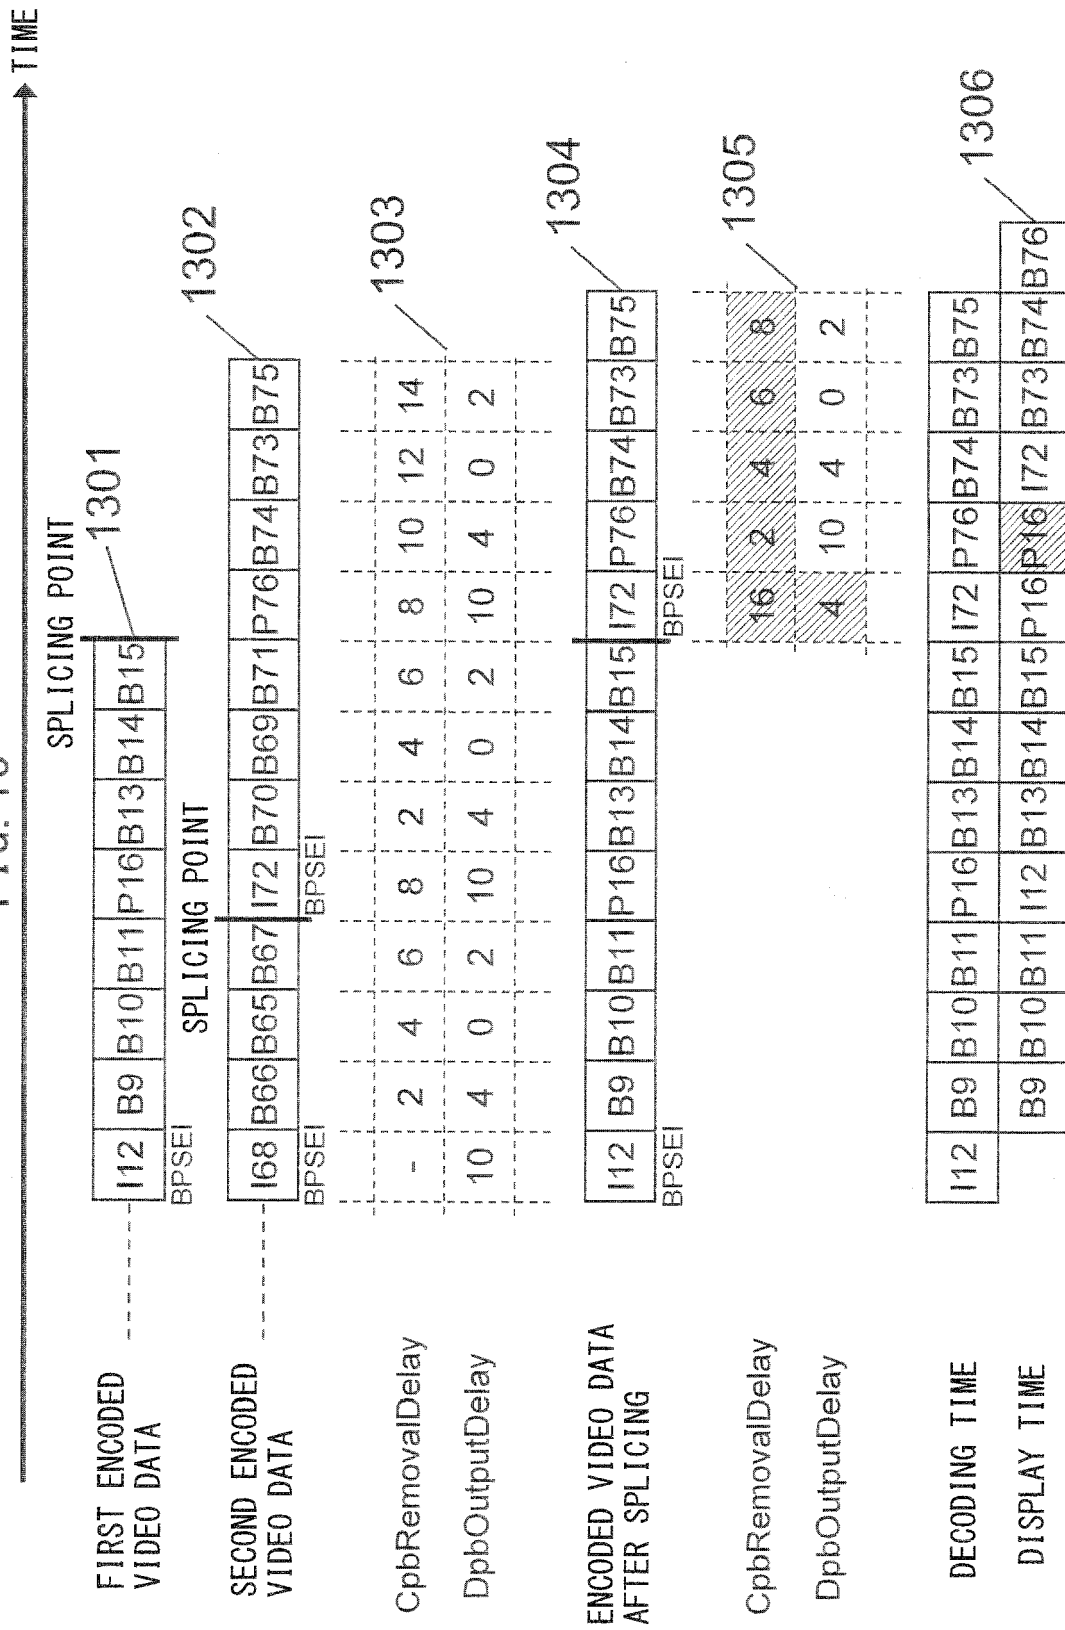 TIME
SPLICING POINT
1301
FIRST ENCODED
VIDEO DATA
I12 B9 B10 B11 P16 B13 B14 B15
BPSEI
SPLICING POINT
1302
SECOND ENCODED
VIDEO DATA
I68 B66 B65 B67 I72 B70 B69 B71 P76 B74 B73 B75
BPSEI BPSEI
1303
CpbRemovalDelay - 2 4 6 8 2 4 6 8 10 12 14
DpbOutputDelay 10 4 0 2 10 4 0 2 10 4 0 2
1304
ENCODED VIDEO DATA
AFTER SPLICING
I12 B9 B10 B11 P16 B13 B14 B15 I72 P76 B74 B73 B75
BPSEI BPSEI
1305
CpbRemovalDelay 16 2 4 6 8
DpbOutputDelay 4 10 4 0 2
1306
DECODING TIME I12 B9 B10 B11 P16 B13 B14 B15 I72 P76 B74 B73 B75
DISPLAY TIME B9 B10 B11 I12 B13 B14 B15 P16 P16 I72 B73 B74 B76